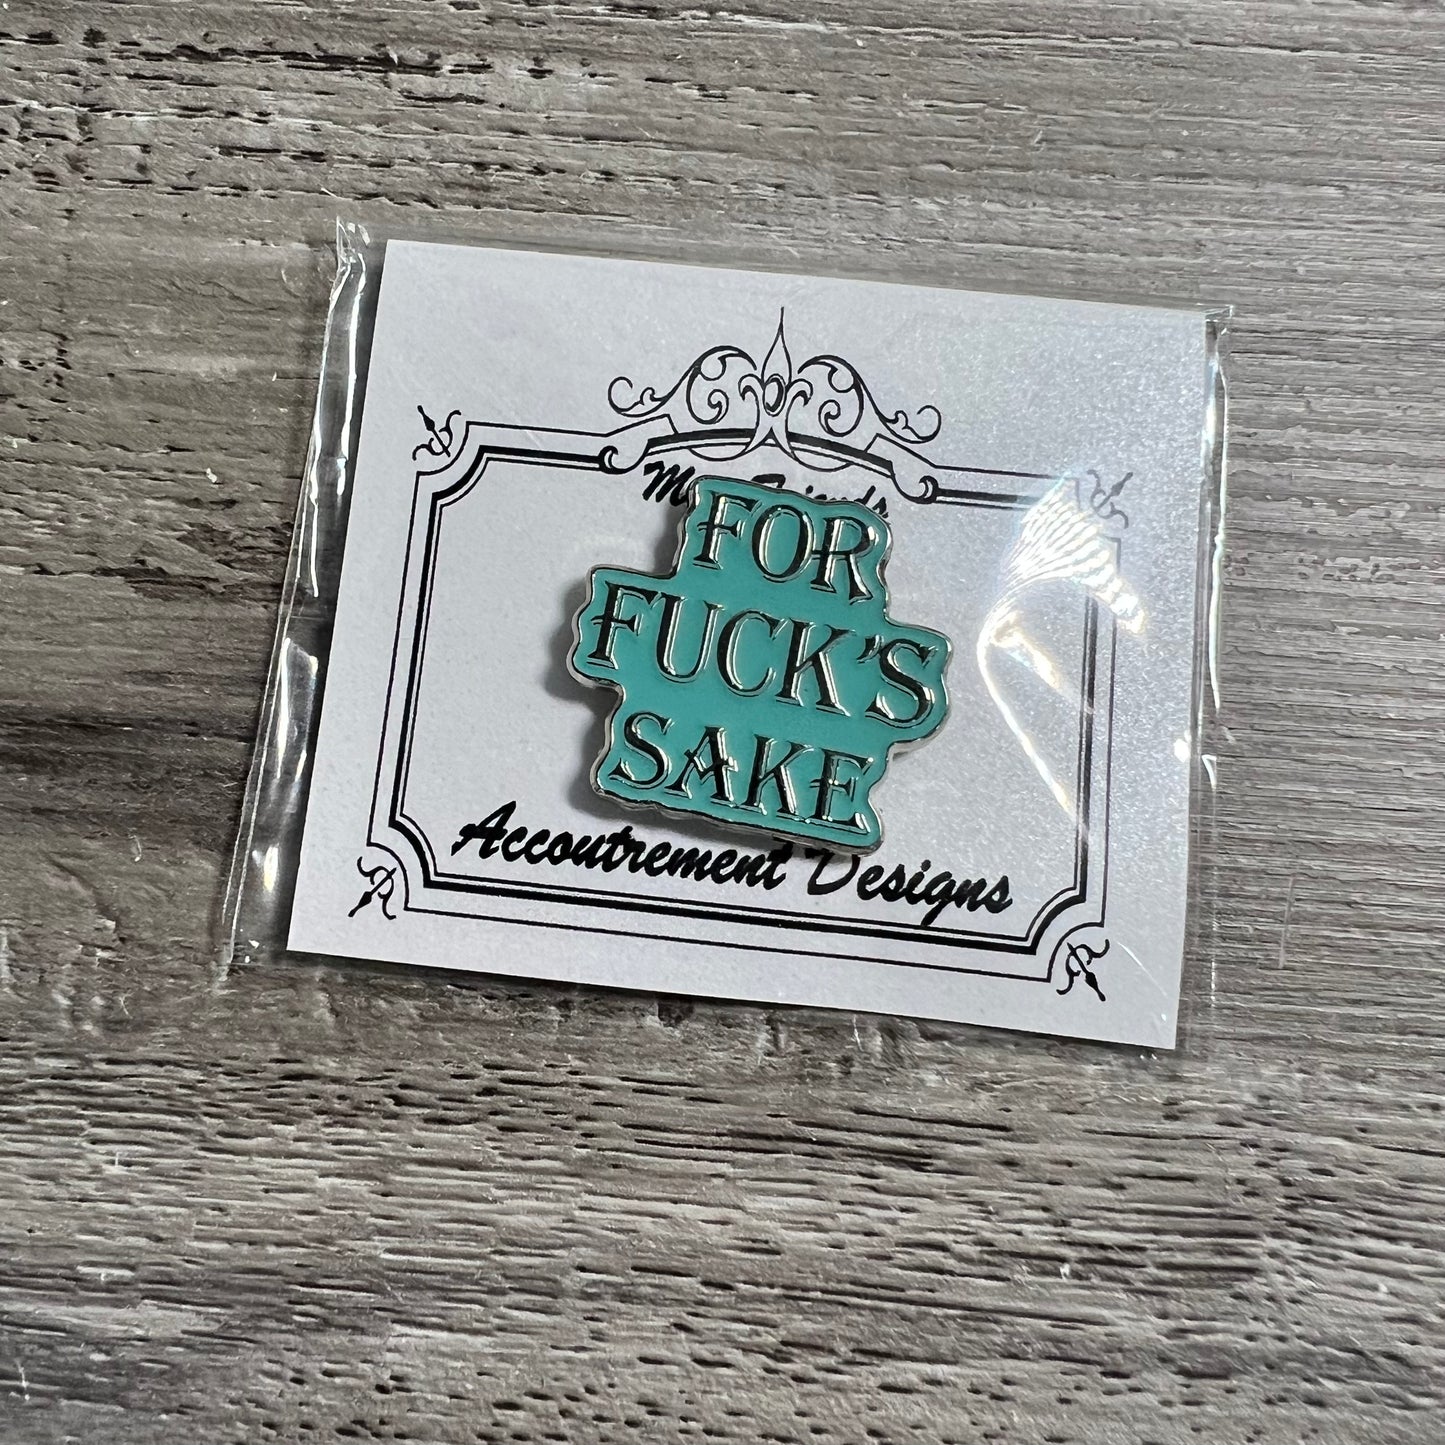 FOR
FUCK'S
SAKE
Accoutrement Designs